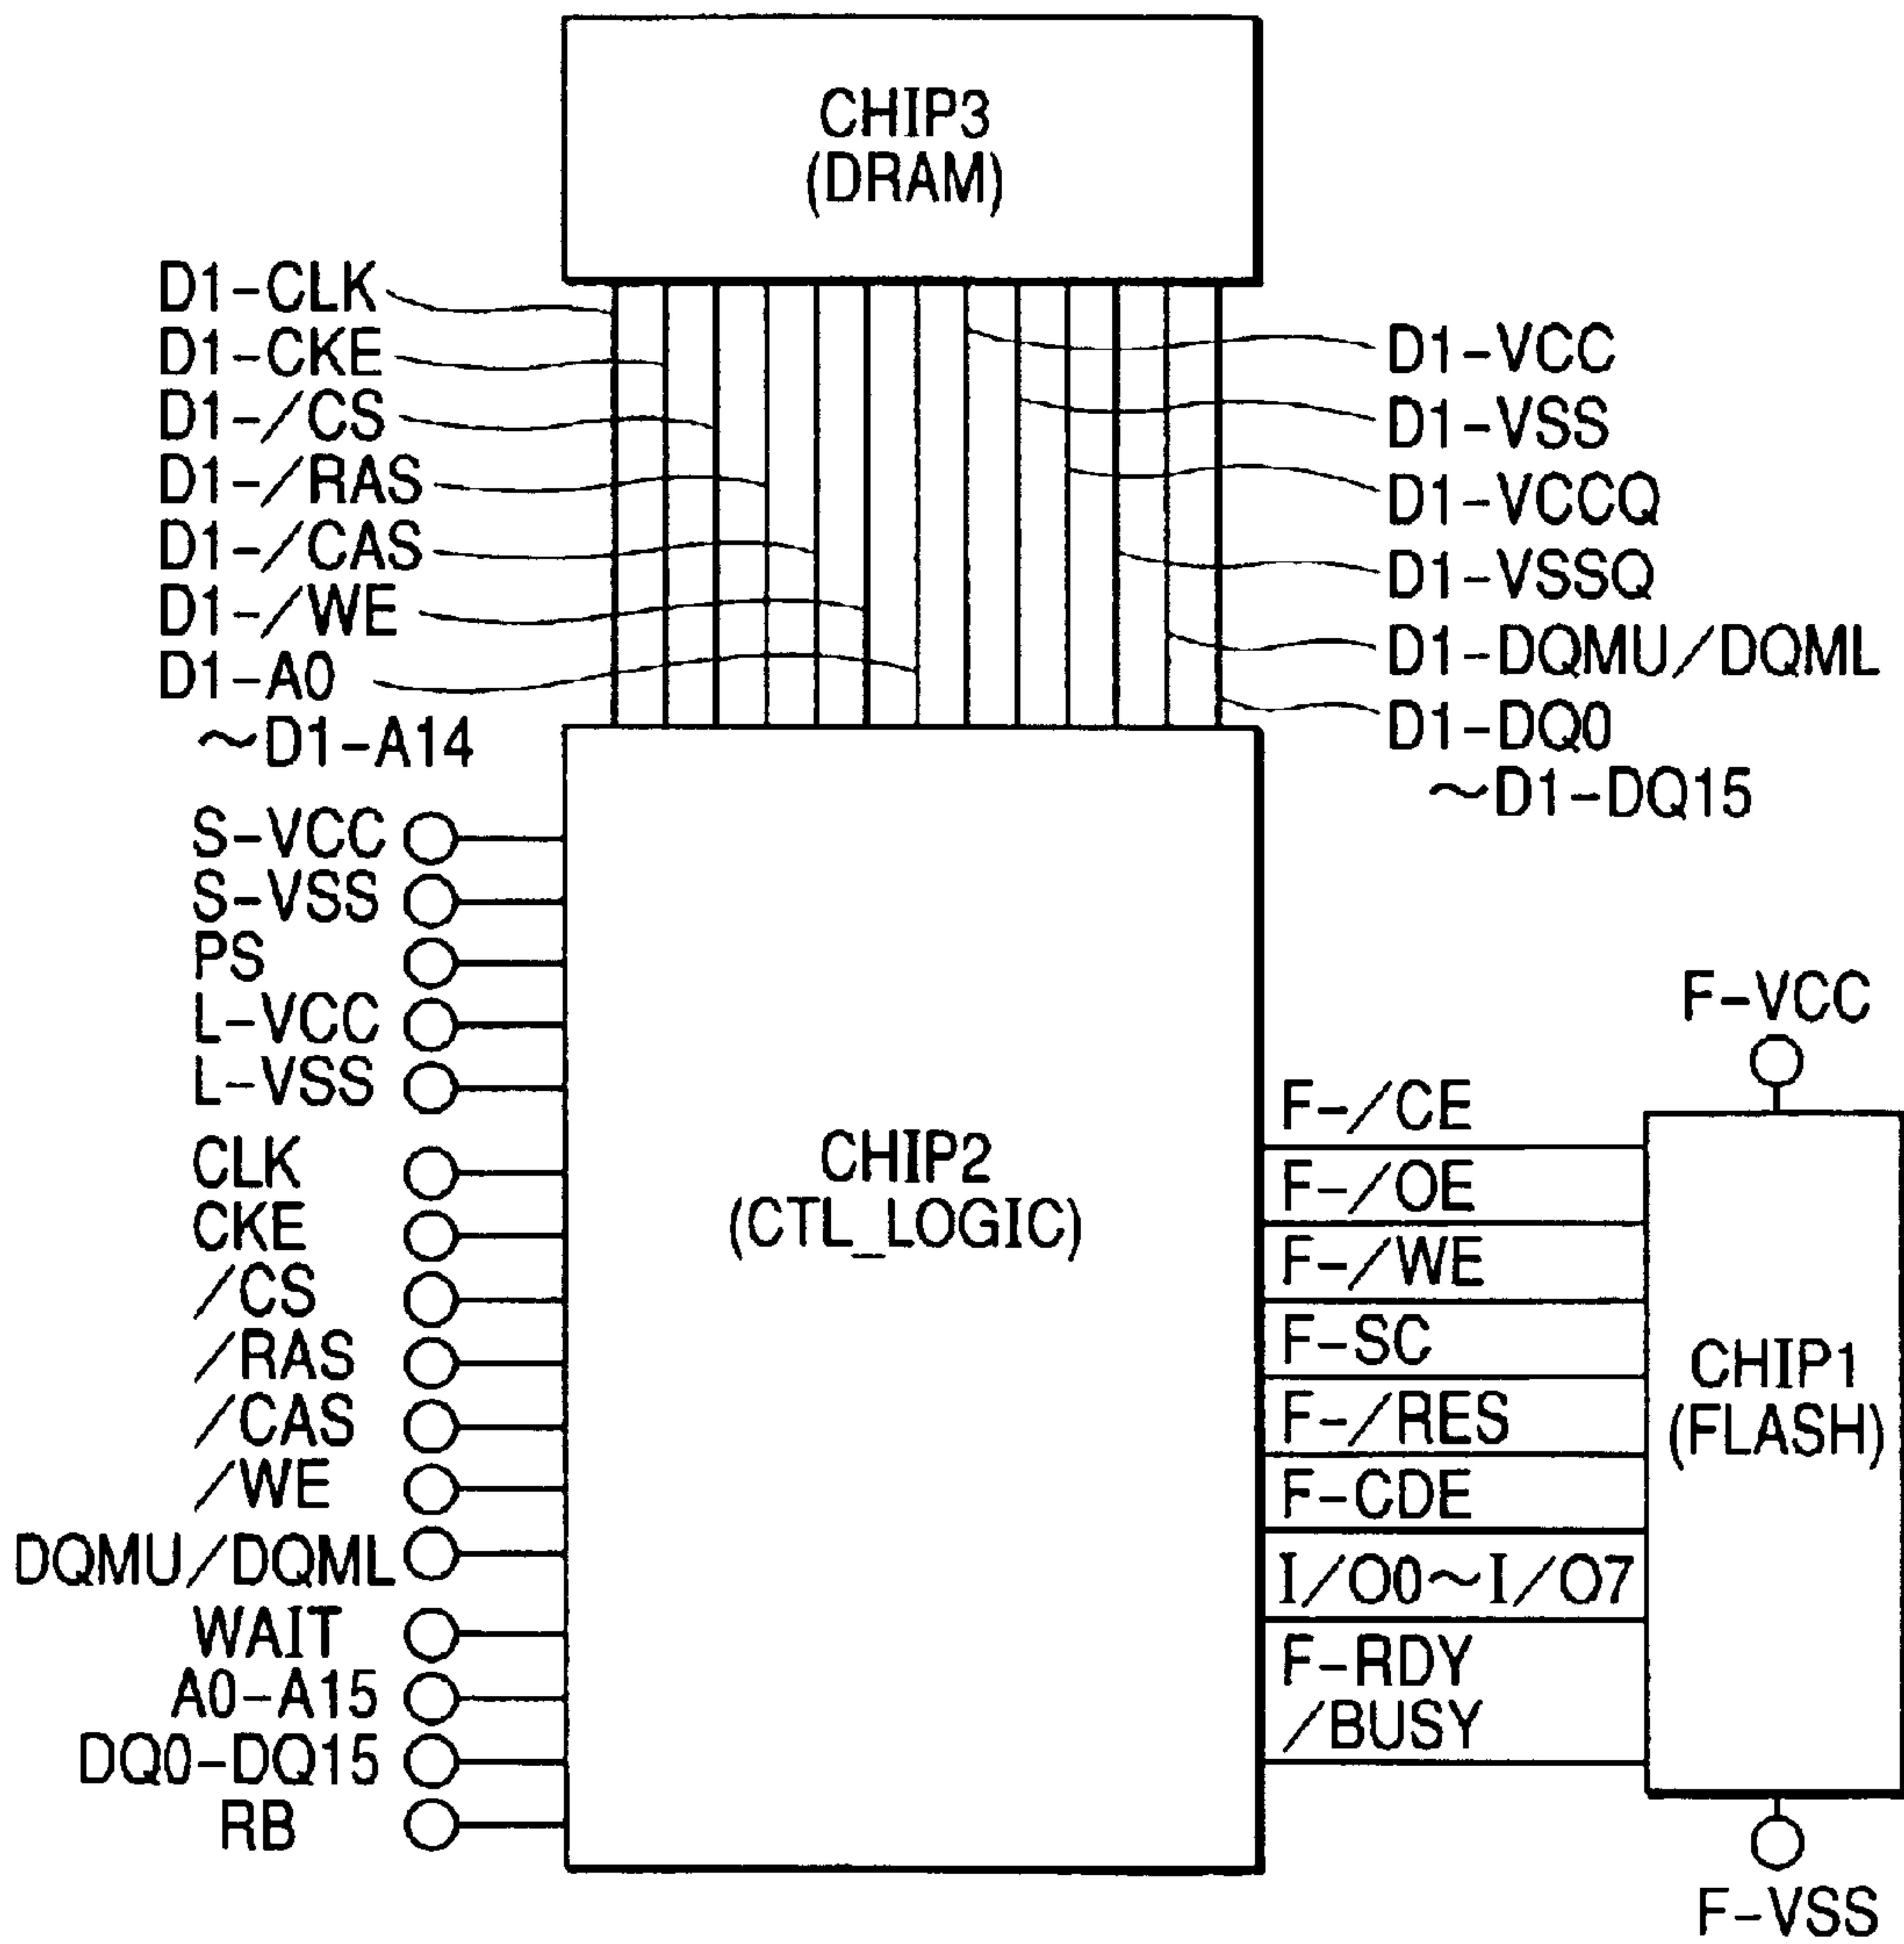 CHIP3
(DRAM)
D1-CLK
D1-CKE
D1-/CS
D1-/RAS
D1-/CAS
D1-/WE
D1-A0
~D1-A14
D1-VCC
D1-VSS
D1-VCCQ
D1-VSSQ
D1-DQMU/DQML
D1-DQ0
~D1-DQ15
S-VCC
S-VSS
PS
L-VCC
L-VSS
CLK
CKE
/CS
/RAS
/CAS
/WE
DQMU/DQML
WAIT
A0-A15
DQ0-DQ15
RB
CHIP2
(CTL_LOGIC)
F-/CE
F-/OE
F-/WE
F-SC
F-/RES
F-CDE
I/O0~I/O7
F-RDY
/BUSY
F-VCC
CHIP1
(FLASH)
F-VSS